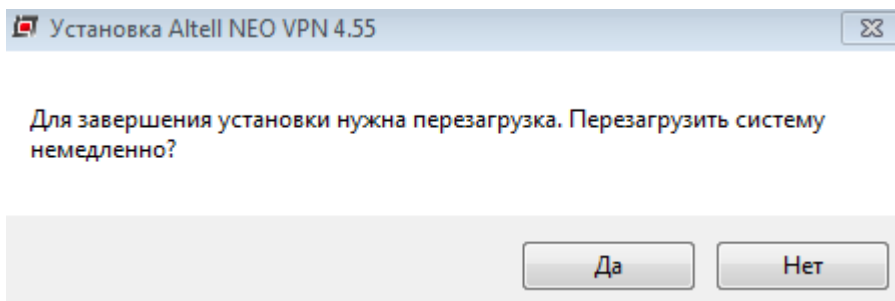 Установка Altell NEO VPN 4.55
Для завершения установки нужна перезагрузка. Перезагрузить систему
немедленно?
Да
Нет